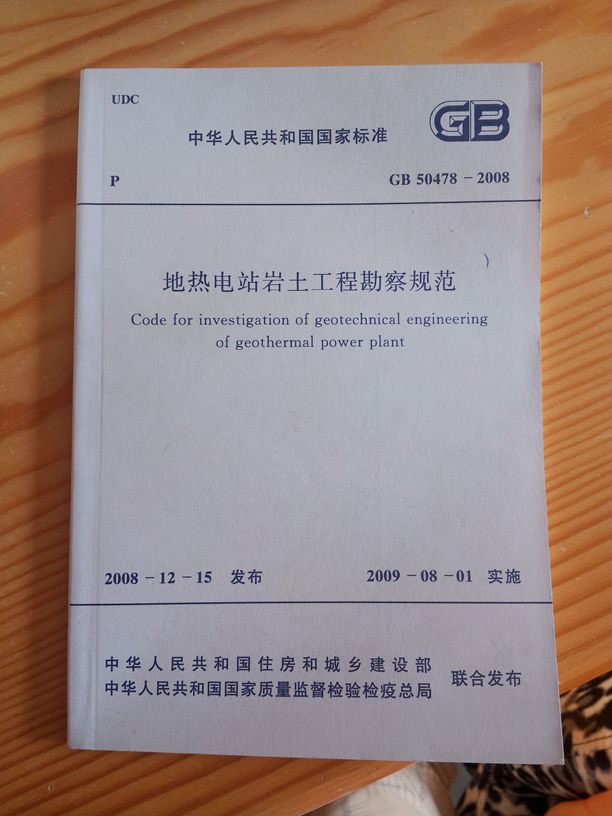 UDC
中华人民共和国国家标准
GB
P
GB 50478－2008
地热电站岩土工程勘察规范
Code for investigation of geotechnical engineering
of geothermal power plant
2008－12－15 发布
2009－08－01 实施
中华人民共和国住房和城乡建设部
中华人民共和国国家质量监督检验检疫总局
联合发布